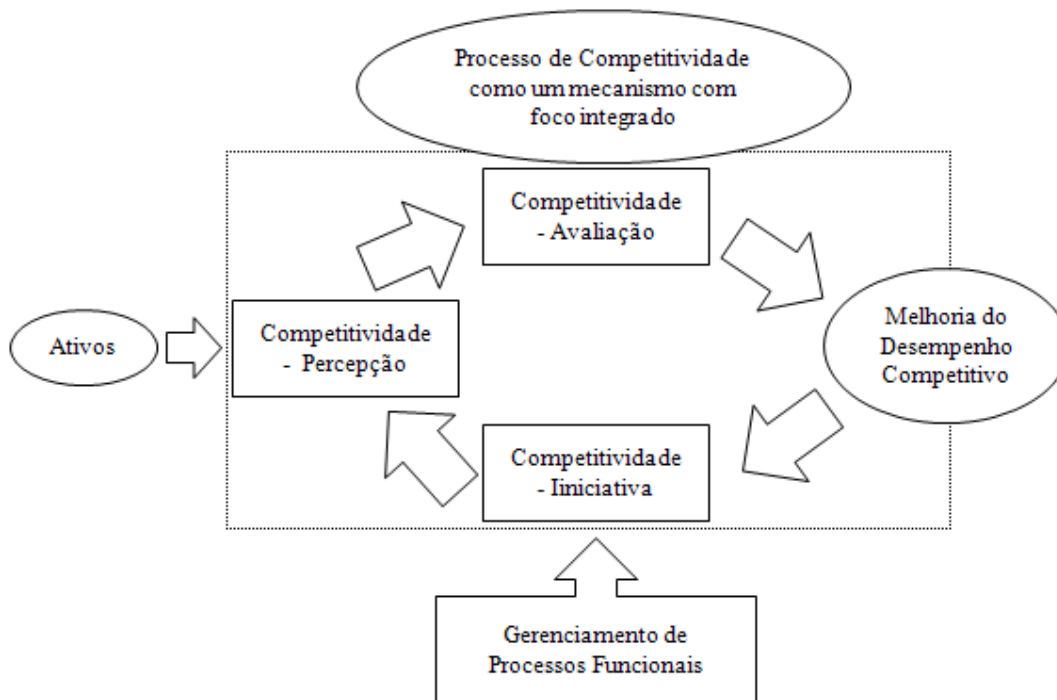 Processo de Competitividade
como um mecanismo com
foco integrado
Competitividade
- Avaliação
Ativos
Competitividade
- Percepção
Melhoria do
Desempenho
Competitivo
Competitividade
- Iiniciativa
Gerenciamento de
Processos Funcionais